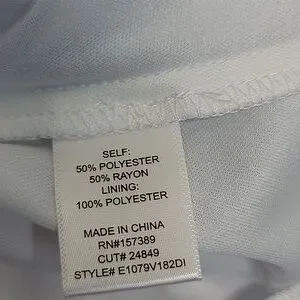 SELF:
50% POLYESTER
50% RAYON
LINING:
100% POLYESTER
MADE IN CHINA
RN#157389
CUT# 24849
STYLE# E1079V182DI